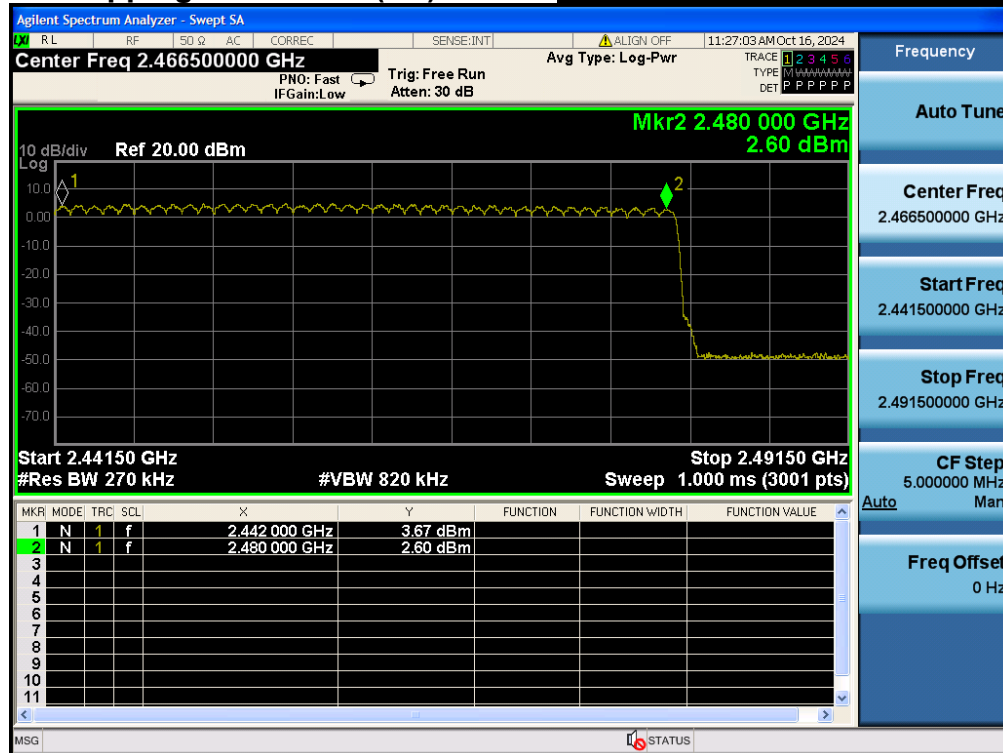 Agilent Spectrum Analyzer - Swept SA
LXI RL RF 50 Ω AC CORREC SENSE:INT ALIGN OFF 11:27:03 AM Oct 16, 2024
Center Freq 2.466500000 GHz
PNO: Fast
IFGain:Low
Trig: Free Run
Atten: 30 dB
Avg Type: Log-Pwr
TRACE 1 2 3 4 5 6
TYPE M
DET P P P P P P
Mkr2 2.480 000 GHz
2.60 dBm
10 dB/div Ref 20.00 dBm
Log
10.0
0.00
-10.0
-20.0
-30.0
-40.0
-50.0
-60.0
-70.0
1
2
Start 2.44150 GHz Stop 2.49150 GHz
#Res BW 270 kHz #VBW 820 kHz Sweep 1.000 ms (3001 pts)
MKR MODE TRC SCL X Y FUNCTION FUNCTION WIDTH FUNCTION VALUE
1 N 1 f 2.442 000 GHz 3.67 dBm
2 N 1 f 2.480 000 GHz 2.60 dBm
3
4
5
6
7
8
9
10
11
MSG STATUS
Frequency
Auto Tune
Center Freq
2.466500000 GHz
Start Freq
2.441500000 GHz
Stop Freq
2.491500000 GHz
CF Step
5.000000 MHz
Auto Man
Freq Offset
0 Hz